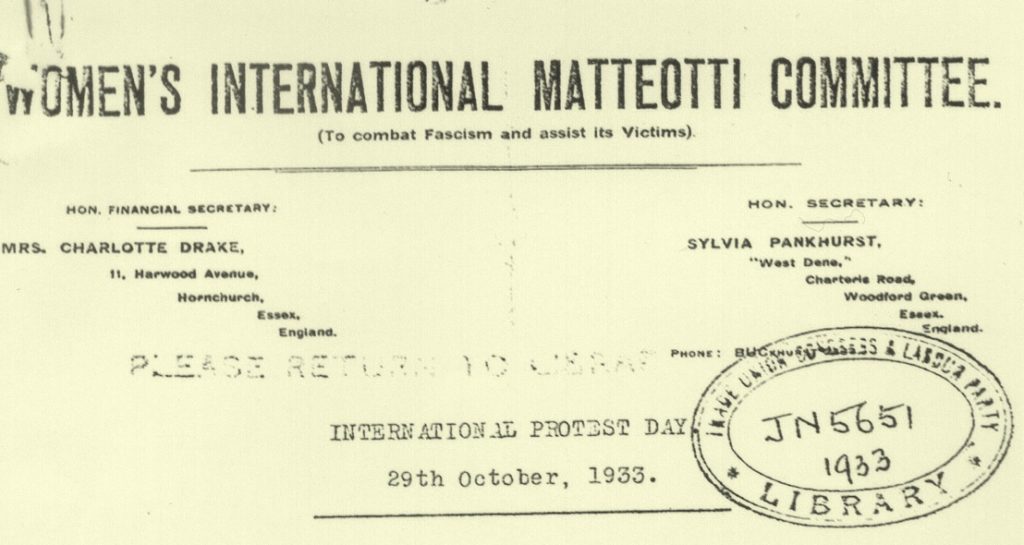 WOMEN'S INTERNATIONAL MATTEOTTI COMMITTEE.
(To combat Fascism and assist its Victims).
HON. FINANCIAL SECRETARY:
MRS. CHARLOTTE DRAKE,
11, Harwood Avenue,
Hornchurch,
Essex,
England.
HON. SECRETARY:
SYLVIA PANKHURST,
"West Dene,"
Charteris Road,
Woodford Green,
Essex.
England.
PHONE:
PLEASE RETURN TO
INTERNATIONAL PROTEST DAY
29th October, 1933.
TRADE UNION CONGRESS & LABOUR PARTY
JN5651
1933
* LIBRARY *